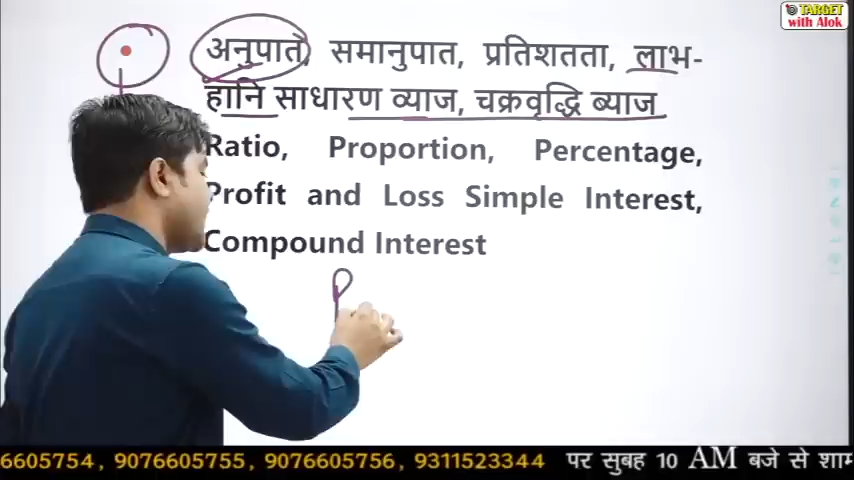 TARGET
with Alok
अनुपात, समानुपात, प्रतिशतता, लाभ-
हानि साधारण व्याज, चक्रवृद्धि ब्याज
Ratio, Proportion, Percentage,
Profit and Loss Simple Interest,
Compound Interest
P
6605754, 9076605755, 9076605756, 9311523344 पर सुबह 10 AM बजे से शाम